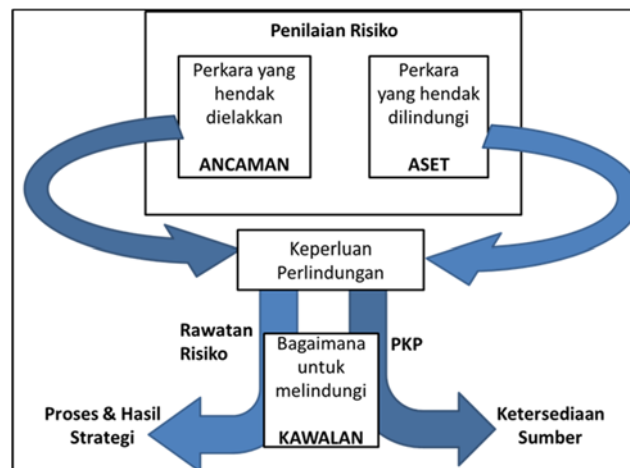 Penilaian Risiko
Perkara yang
hendak
dielakkan
ANCAMAN
Perkara
yang hendak
dilindungi
ASET
Keperluan
Perlindungan
Rawatan
Risiko
Bagaimana
untuk
melindungi
KAWALAN
PKP
Proses & Hasil
Strategi
Ketersediaan
Sumber